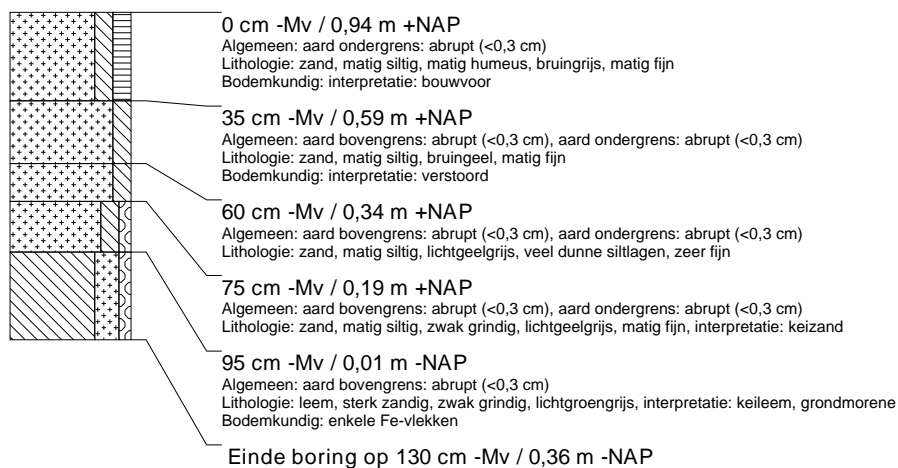 0 cm -Mv / 0,94 m +NAP
Algemeen: aard ondergrens: abrupt (<0,3 cm)
Lithologie: zand, matig siltig, matig humeus, bruingrijs, matig fijn
Bodemkundig: interpretatie: bouwvoor
35 cm -Mv / 0,59 m +NAP
Algemeen: aard bovengrens: abrupt (<0,3 cm), aard ondergrens: abrupt (<0,3 cm)
Lithologie: zand, matig siltig, bruingeel, matig fijn
Bodemkundig: interpretatie: verstoord
60 cm -Mv / 0,34 m +NAP
Algemeen: aard bovengrens: abrupt (<0,3 cm), aard ondergrens: abrupt (<0,3 cm)
Lithologie: zand, matig siltig, lichtgeelgrijs, veel dunne siltlagen, zeer fijn
75 cm -Mv / 0,19 m +NAP
Algemeen: aard bovengrens: abrupt (<0,3 cm), aard ondergrens: abrupt (<0,3 cm)
Lithologie: zand, matig siltig, zwak grindig, lichtgeelgrijs, matig fijn, interpretatie: keizand
95 cm -Mv / 0,01 m -NAP
Algemeen: aard bovengrens: abrupt (<0,3 cm)
Lithologie: leem, sterk zandig, zwak grindig, lichtgroengrijs, interpretatie: keileem, grondmorene
Bodemkundig: enkele Fe-vlekken
Einde boring op 130 cm -Mv / 0,36 m -NAP